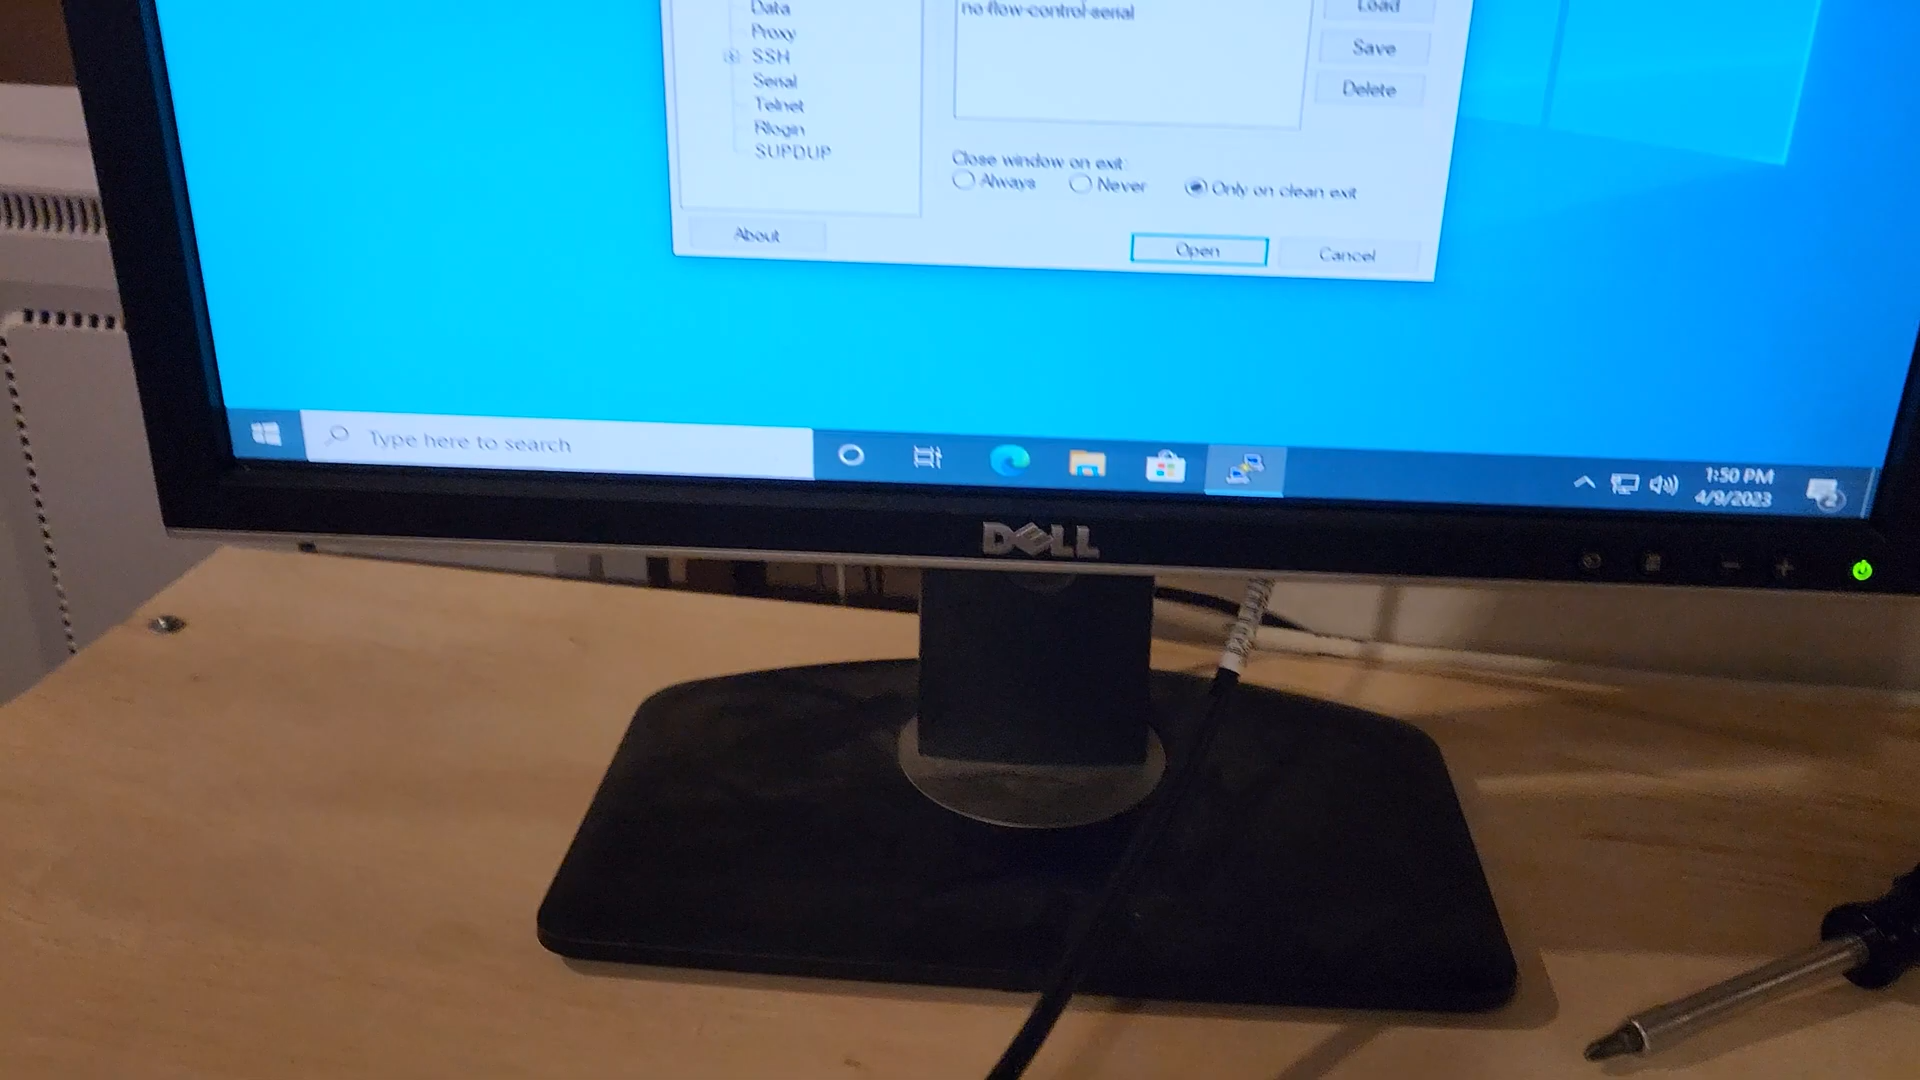 Data
no-flow-control-serial
Load
Proxy
SSH
Save
Serial
Delete
Telnet
Rlogin
SUPDUP
Close window on exit:
Always
Never
Only on clean exit
About
Open
Cancel
Type here to search
1:50 PM
4/9/2023
2
DELL